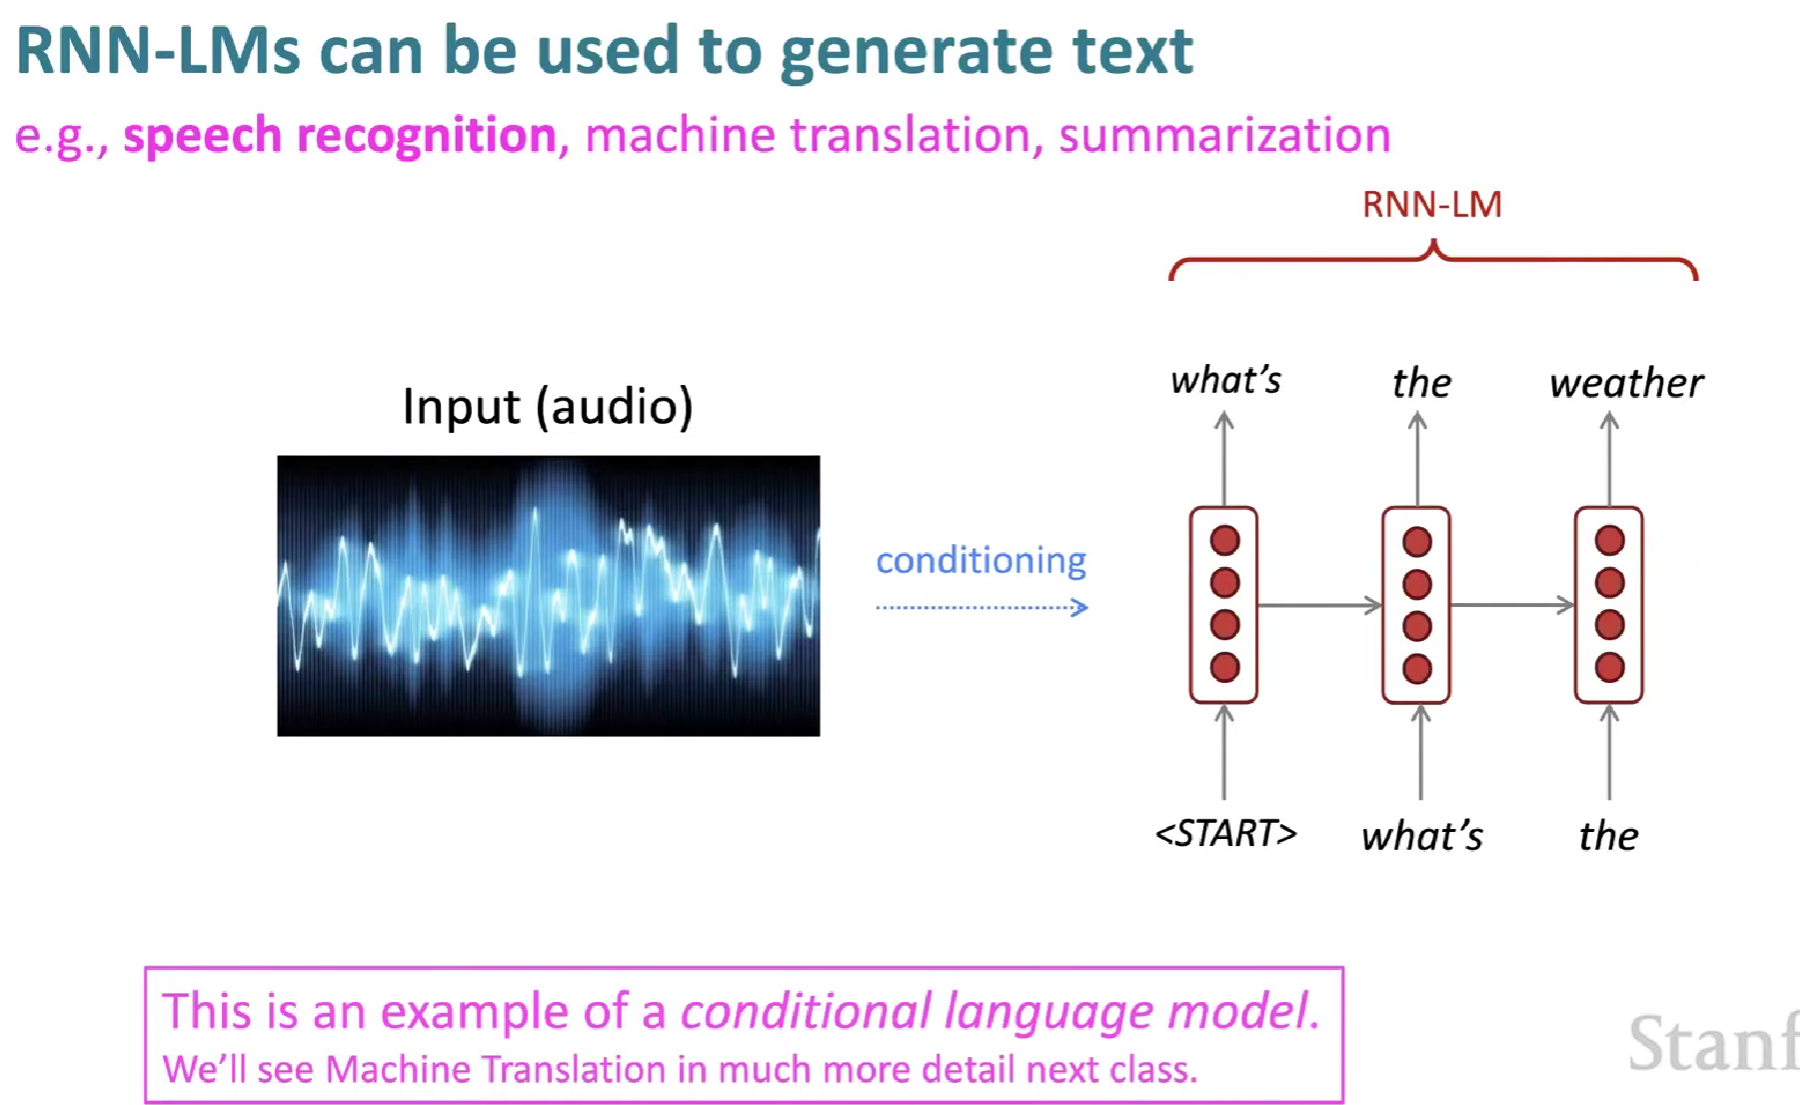 RNN-LMs can be used to generate text
e.g., speech recognition, machine translation, summarization
RNN-LM
what's the weather
Input (audio)
conditioning
<START> what's the
This is an example of a conditional language model.
We'll see Machine Translation in much more detail next class.
Stanf